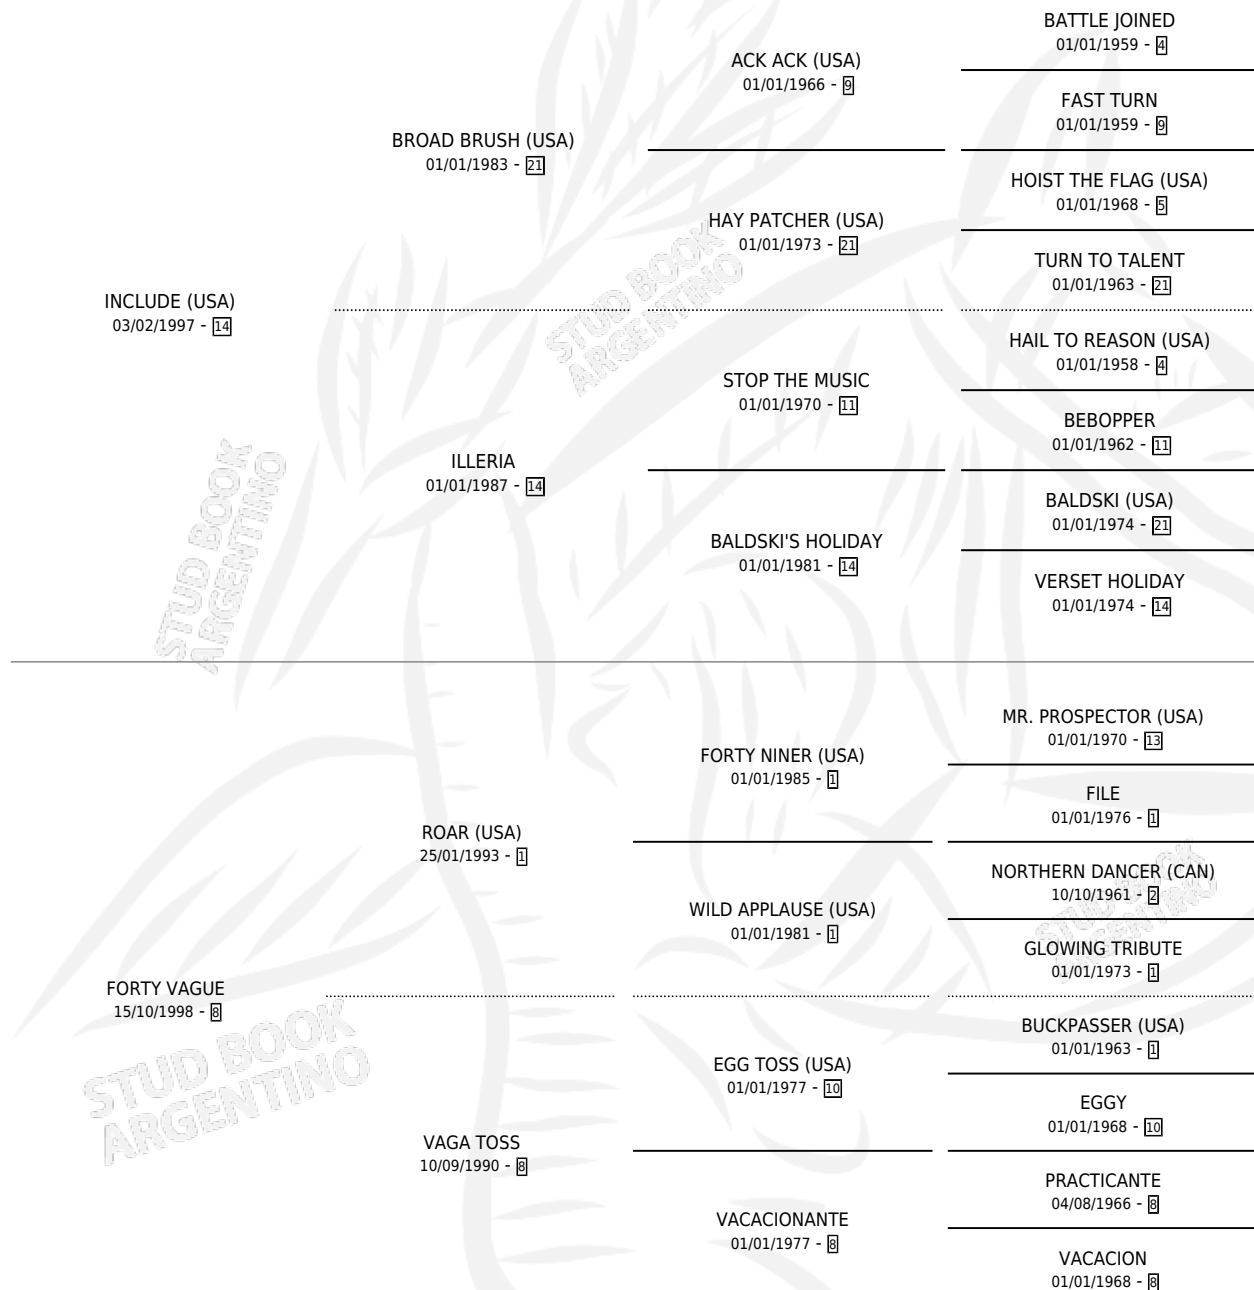 INCLUDE (USA)
03/02/1997 - 14
BROAD BRUSH (USA)
01/01/1983 - 21
ILLERIA
01/01/1987 - 14
ACK ACK (USA)
01/01/1966 - 9
HAY PATCHER (USA)
01/01/1973 - 21
STOP THE MUSIC
01/01/1970 - 11
BALDSKI'S HOLIDAY
01/01/1981 - 14
BATTLE JOINED
01/01/1959 - 4
FAST TURN
01/01/1959 - 9
HOIST THE FLAG (USA)
01/01/1968 - 5
TURN TO TALENT
01/01/1963 - 21
HAIL TO REASON (USA)
01/01/1958 - 4
BEBOPPER
01/01/1962 - 11
BALDSKI (USA)
01/01/1974 - 21
VERSET HOLIDAY
01/01/1974 - 14
FORTY VAGUE
15/10/1998 - 8
ROAR (USA)
25/01/1993 - 1
VAGA TOSS
10/09/1990 - 8
FORTY NINER (USA)
01/01/1985 - 1
WILD APPLAUSE (USA)
01/01/1981 - 1
EGG TOSS (USA)
01/01/1977 - 10
VACACIONANTE
01/01/1977 - 8
MR. PROSPECTOR (USA)
01/01/1970 - 13
FILE
01/01/1976 - 1
NORTHERN DANCER (CAN)
10/10/1961 - 2
GLOWING TRIBUTE
01/01/1973 - 1
BUCKPASSER (USA)
01/01/1963 - 1
EGGY
01/01/1968 - 10
PRACTICANTE
04/08/1966 - 8
VACACION
01/01/1968 - 8
STUD BOOK
ARGENTINO
STUD BOOK
ARGENTINO
STUD BOOK
ARGENTINO
STUD BOOK
ARGENTINO